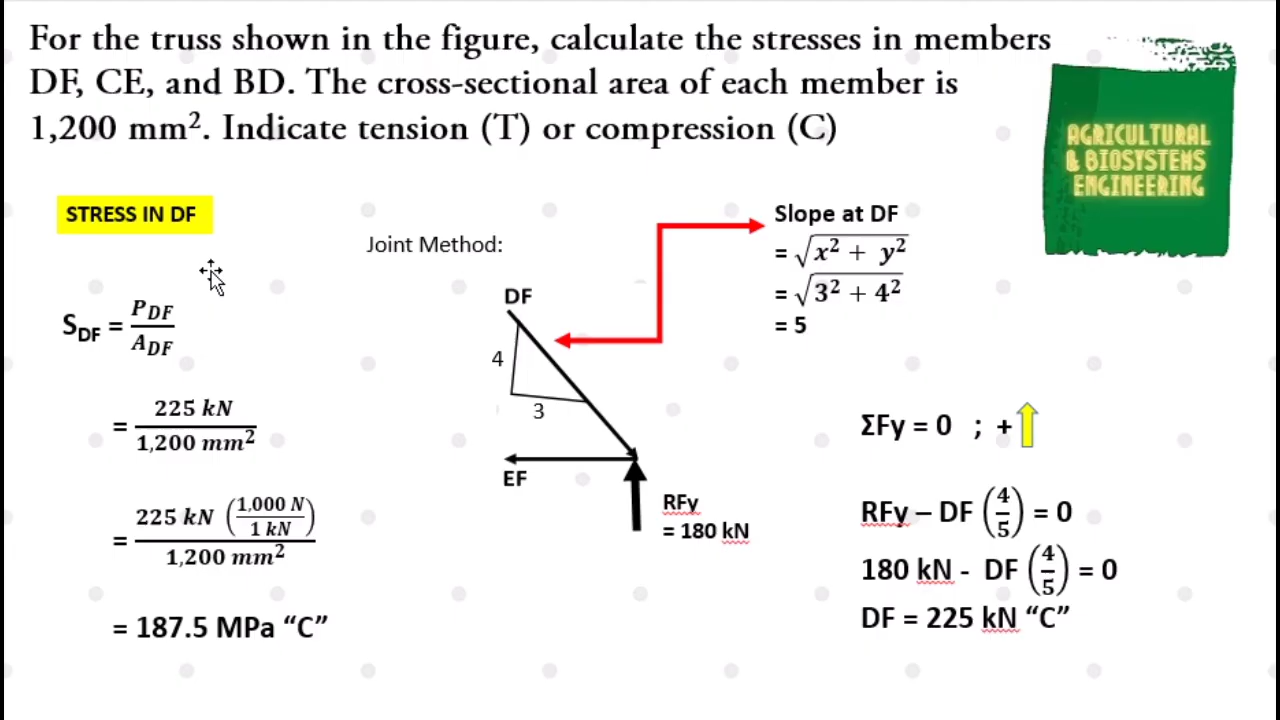 For the truss shown in the figure, calculate the stresses in members
DF, CE, and BD. The cross-sectional area of each member is
1,200 mm². Indicate tension (T) or compression (C)
AGRICULTURAL
& BIOSYSTEMS
ENGINEERING
STRESS IN DF
Joint Method:
S_DF = P_DF / A_DF
= 225 kN / 1,200 mm²
= 225 kN (1,000 N / 1 kN) / 1,200 mm²
= 187.5 MPa “C”
DF
4
3
EF
RFy
= 180 kN
Slope at DF
= √(x² + y²)
= √(3² + 4²)
= 5
ΣFy = 0 ; +
RFy – DF (4/5) = 0
180 kN - DF (4/5) = 0
DF = 225 kN “C”